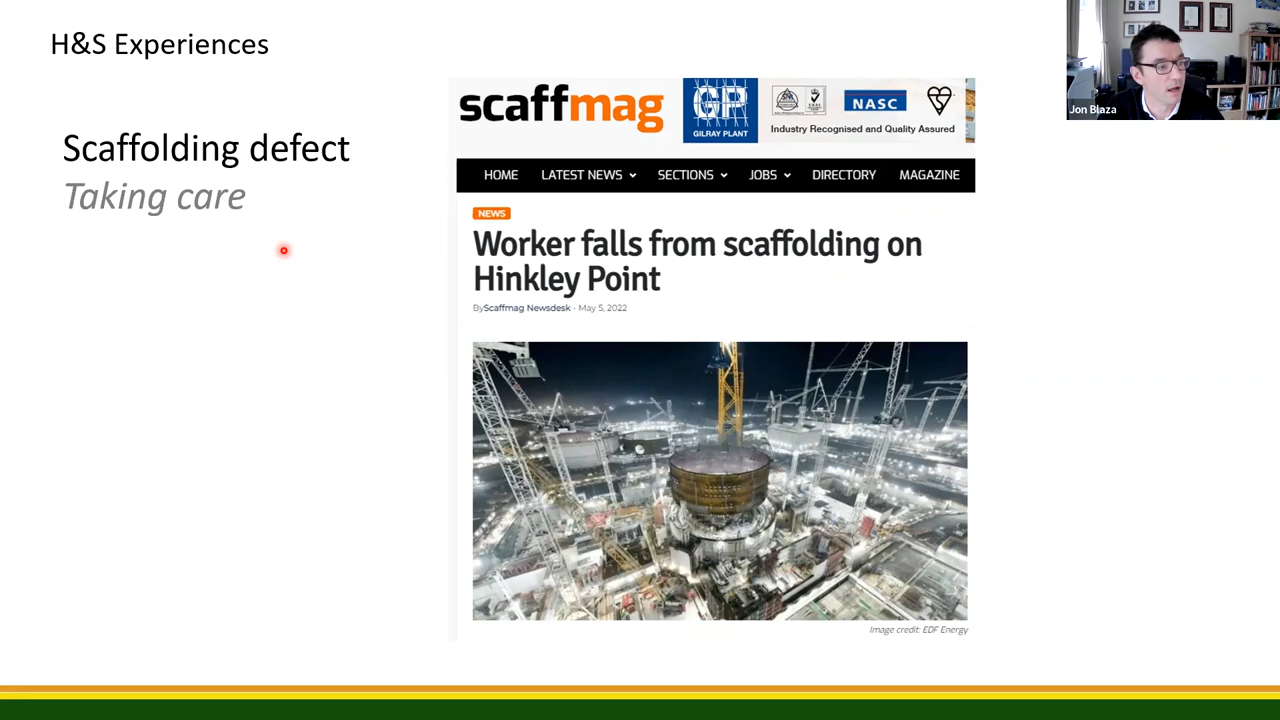 H&S Experiences
Jon Blaza
Scaffolding defect
Taking care
scaffmag
GP
GILRAY PLANT
NASC
Industry Recognised and Quality Assured
HOME LATEST NEWS SECTIONS JOBS DIRECTORY MAGAZINE
NEWS
Worker falls from scaffolding on
Hinkley Point
By Scaffmag Newsdesk - May 5, 2022
Image credit: EDF Energy